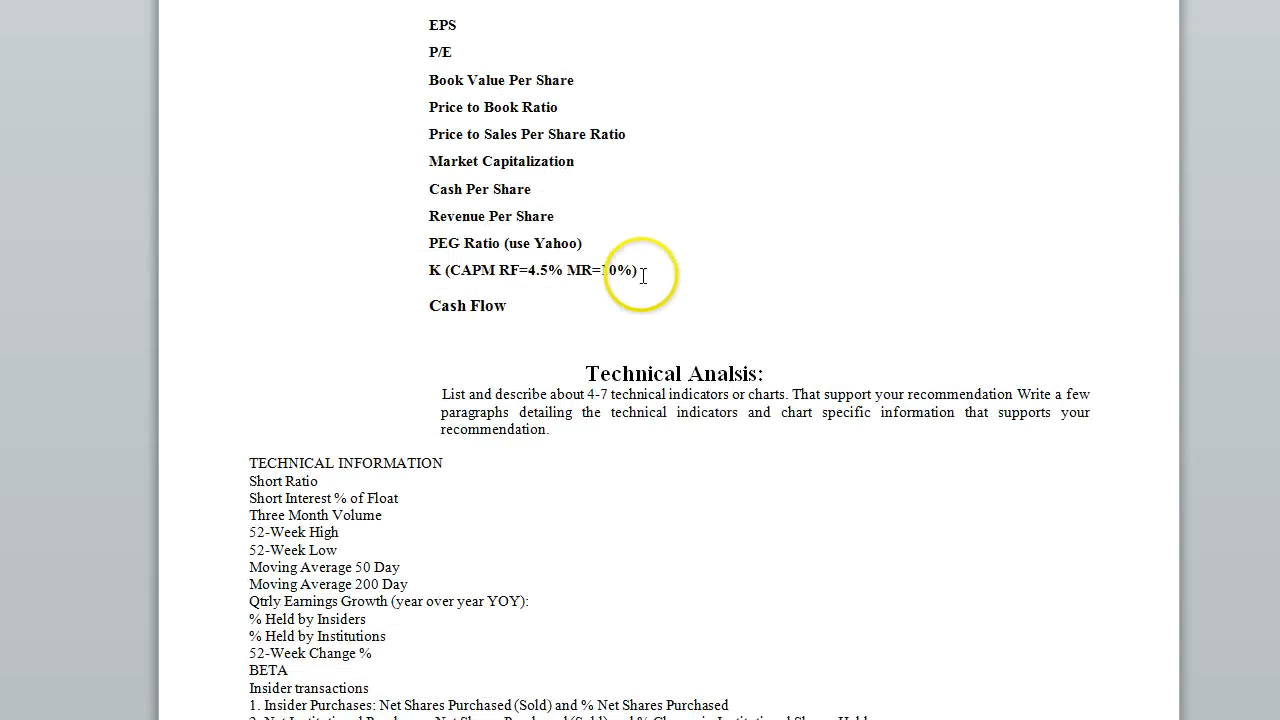 EPS
P/E
Book Value Per Share
Price to Book Ratio
Price to Sales Per Share Ratio
Market Capitalization
Cash Per Share
Revenue Per Share
PEG Ratio (use Yahoo)
K (CAPM RF=4.5% MR=10%)
Cash Flow
Technical Analsis:
List and describe about 4-7 technical indicators or charts. That support your recommendation Write a few
paragraphs detailing the technical indicators and chart specific information that supports your
recommendation.
TECHNICAL INFORMATION
Short Ratio
Short Interest % of Float
Three Month Volume
52-Week High
52-Week Low
Moving Average 50 Day
Moving Average 200 Day
Qtrly Earnings Growth (year over year YOY):
% Held by Insiders
% Held by Institutions
52-Week Change %
BETA
Insider transactions
1. Insider Purchases: Net Shares Purchased (Sold) and % Net Shares Purchased